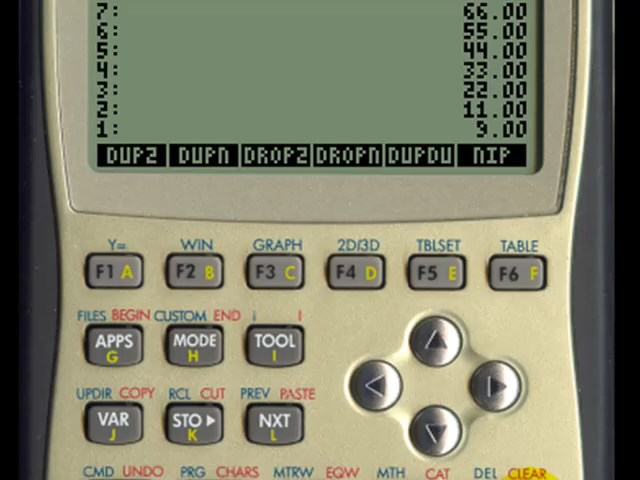 7: 66.00
6: 55.00
5: 44.00
4: 33.00
3: 22.00
2: 11.00
1: 9.00
DUP2 DUPN DROP2 DROPN DUPDU NIP
Y= WIN GRAPH 2D/3D TBLSET TABLE
F1 A F2 B F3 C F4 D F5 E F6 F
FILES BEGIN CUSTOM END i I
APPS MODE TOOL
G H I
UPDIR COPY RCL CUT PREV PASTE
VAR STO▶ NXT
J K L
CMD UNDO PRG CHARS MTRW EQW MTH CAT DEL CLEAR